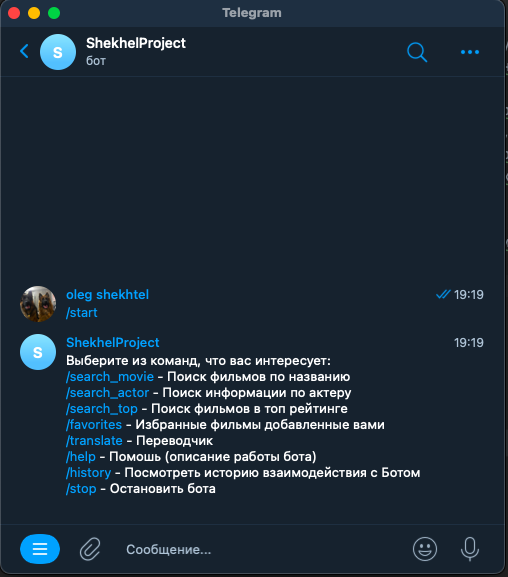 Telegram
S
ShekhelProject
бот
oleg shekhtel 19:19
/start
S
ShekhelProject 19:19
Выберите из команд, что вас интересует:
/search_movie - Поиск фильмов по названию
/search_actor - Поиск информации по актеру
/search_top - Поиск фильмов в топ рейтинге
/favorites - Избранные фильмы добавленные вами
/translate - Переводчик
/help - Помошь (описание работы бота)
/history - Посмотреть историю взаимодействия с Ботом
/stop - Остановить бота
Сообщение...